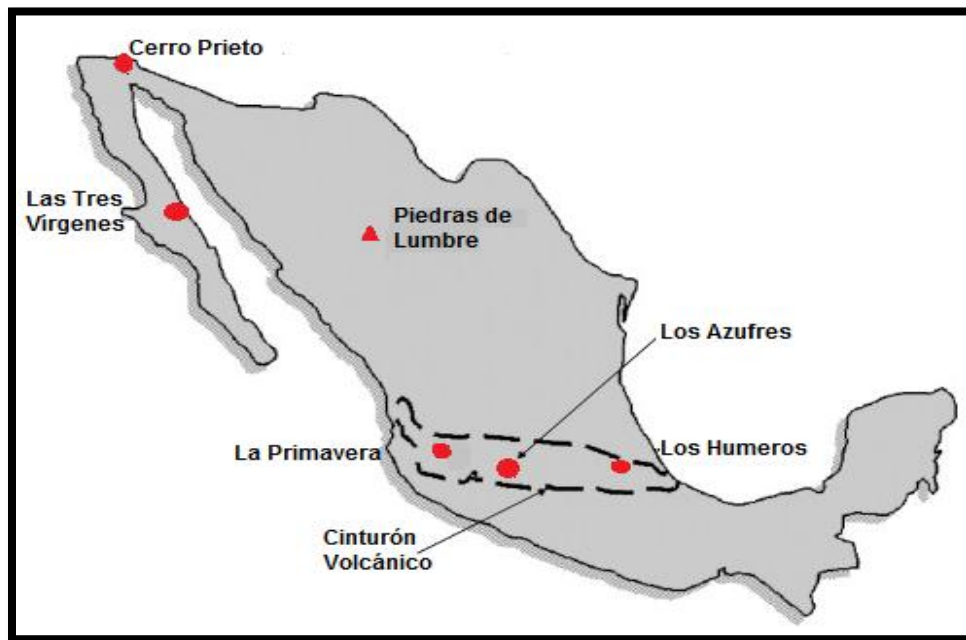 Cerro Prieto
Las Tres
Vírgenes
Piedras de
Lumbre
Los Azufres
La Primavera
Los Humeros
Cinturón
Volcánico